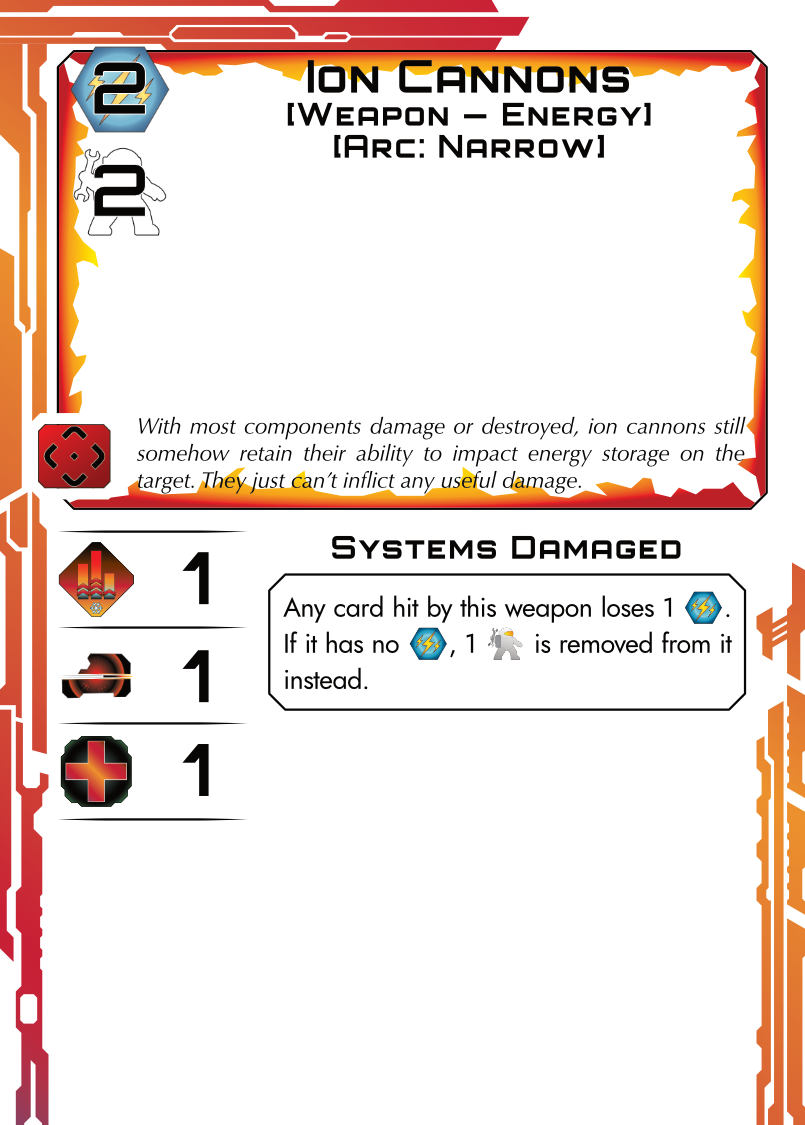 2
Ion Cannons
[Weapon – Energy]
[Arc: Narrow]
2
With most components damage or destroyed, ion cannons still
somehow retain their ability to impact energy storage on the
target. They just can't inflict any useful damage.
1
1
1
Systems Damaged
Any card hit by this weapon loses 1 .
If it has no , 1 is removed from it
instead.